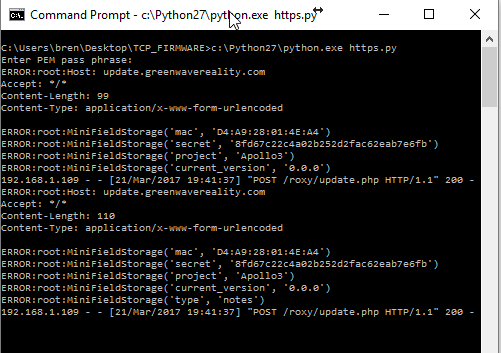 Command Prompt - c:\Python27\python.exe https.py
C:\Users\bren\Desktop\TCP_FIRMWARE>c:\Python27\python.exe https.py
Enter PEM pass phrase:
ERROR:root:Host: update.greenwavereality.com
Accept: */*
Content-Length: 99
Content-Type: application/x-www-form-urlencoded
ERROR:root:MiniFieldStorage('mac', 'D4:A9:28:01:4E:A4')
ERROR:root:MiniFieldStorage('secret', '8fd67c22c4a02b252d2fac62eab7e6fb')
ERROR:root:MiniFieldStorage('project', 'Apollo3')
ERROR:root:MiniFieldStorage('current_version', '0.0.0')
192.168.1.109 - - [21/Mar/2017 19:41:37] "POST /roxy/update.php HTTP/1.1" 200 -
ERROR:root:Host: update.greenwavereality.com
Accept: */*
Content-Length: 110
Content-Type: application/x-www-form-urlencoded
ERROR:root:MiniFieldStorage('mac', 'D4:A9:28:01:4E:A4')
ERROR:root:MiniFieldStorage('secret', '8fd67c22c4a02b252d2fac62eab7e6fb')
ERROR:root:MiniFieldStorage('project', 'Apollo3')
ERROR:root:MiniFieldStorage('current_version', '0.0.0')
ERROR:root:MiniFieldStorage('type', 'notes')
192.168.1.109 - - [21/Mar/2017 19:41:37] "POST /roxy/update.php HTTP/1.1" 200 -